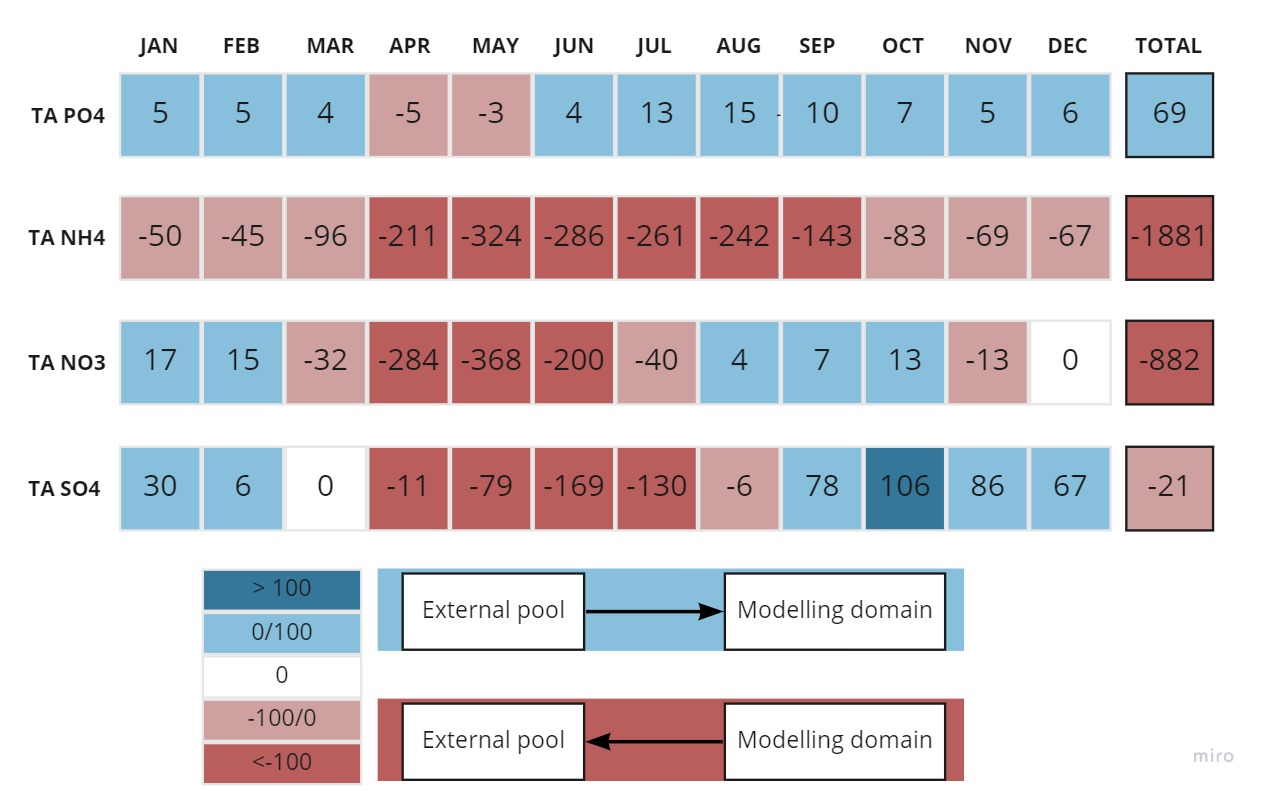 JAN FEB MAR APR MAY JUN JUL AUG SEP OCT NOV DEC TOTAL
TA PO4 5 5 4 -5 -3 4 13 15 - 10 7 5 6 69
TA NH4 -50 -45 -96 -211 -324 -286 -261 -242 -143 -83 -69 -67 -1881
TA NO3 17 15 -32 -284 -368 -200 -40 4 7 13 -13 0 -882
TA SO4 30 6 0 -11 -79 -169 -130 -6 78 106 86 67 -21
> 100
0/100
0
-100/0
<-100
External pool Modelling domain
External pool Modelling domain
miro